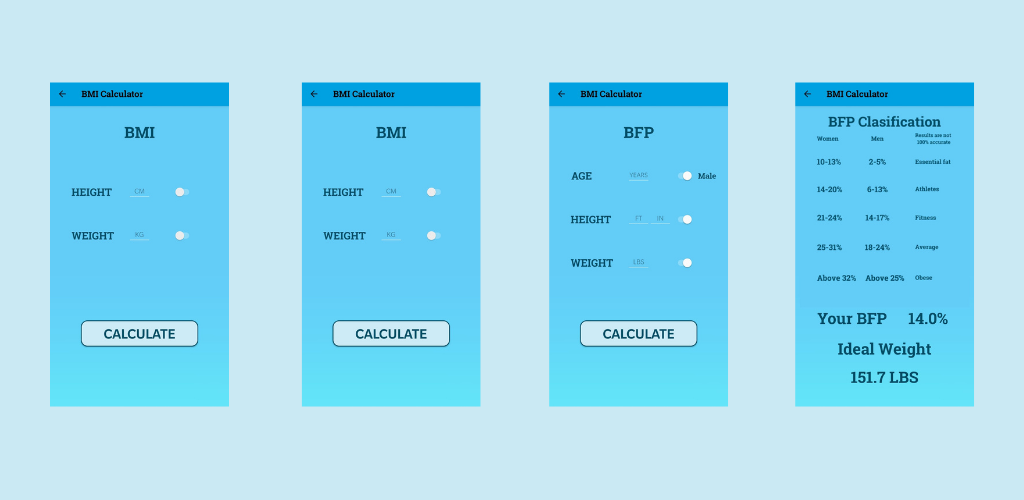 BMI Calculator
BMI
HEIGHT CM
WEIGHT KG
CALCULATE
BMI Calculator
BMI
HEIGHT CM
WEIGHT KG
CALCULATE
BMI Calculator
BFP
AGE YEARS Male
HEIGHT FT IN
WEIGHT LBS
CALCULATE
BMI Calculator
BFP Clasification
Women Men Results are not
100% accurate
10-13% 2-5% Essential fat
14-20% 6-13% Athletes
21-24% 14-17% Fitness
25-31% 18-24% Average
Above 32% Above 25% Obese
Your BFP 14.0%
Ideal Weight
151.7 LBS